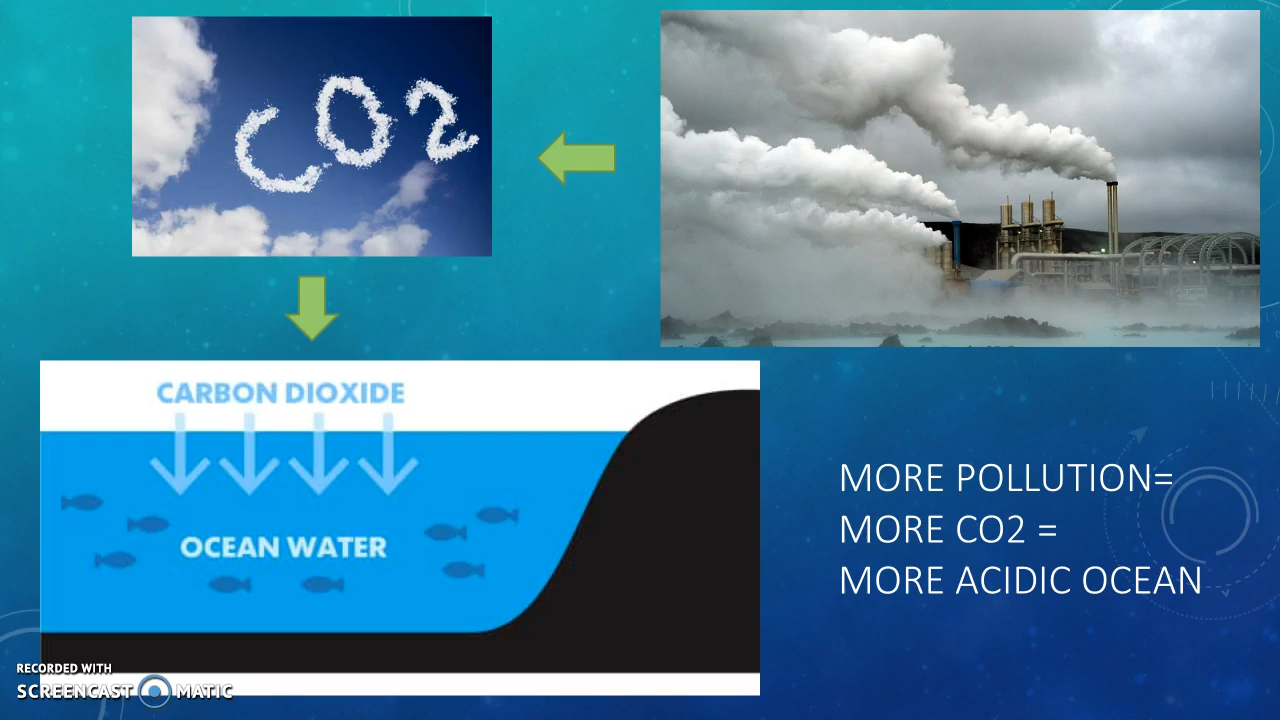 CO2
CARBON DIOXIDE
OCEAN WATER
MORE POLLUTION=
MORE CO2 =
MORE ACIDIC OCEAN
RECORDED WITH
SCREENCAST MATIC